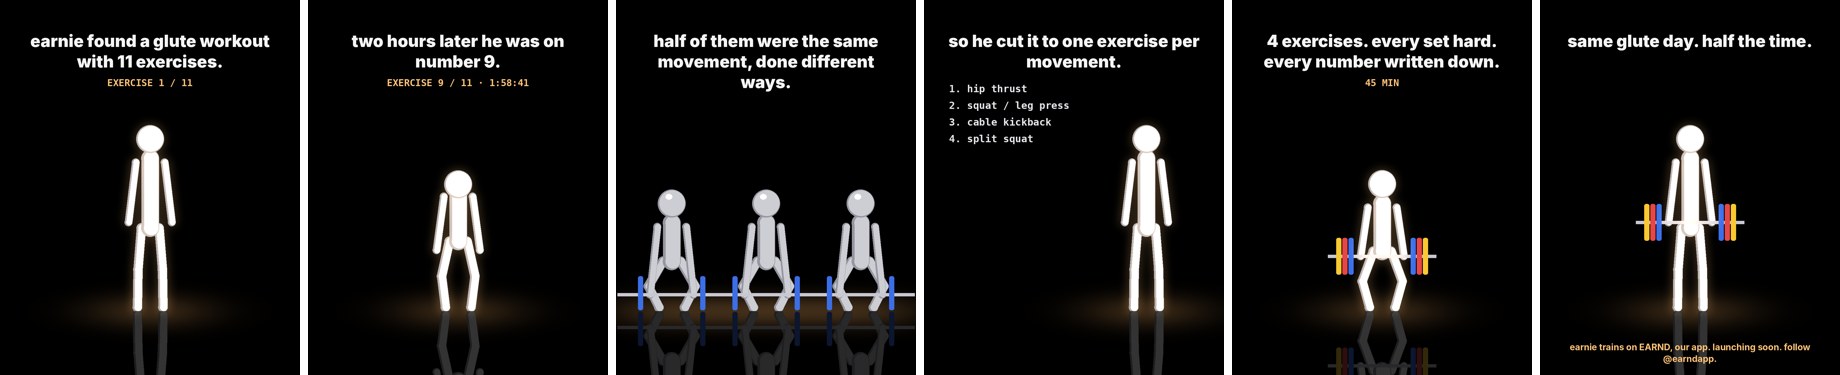 earnie found a glute workout
with 11 exercises.
EXERCISE 1 / 11
two hours later he was on
number 9.
EXERCISE 9 / 11 · 1:58:41
half of them were the same
movement, done different
ways.
so he cut it to one exercise per
movement.
1. hip thrust
2. squat / leg press
3. cable kickback
4. split squat
4 exercises. every set hard.
every number written down.
45 MIN
same glute day. half the time.
earnie trains on EARND, our app. launching soon. follow
@earndapp.